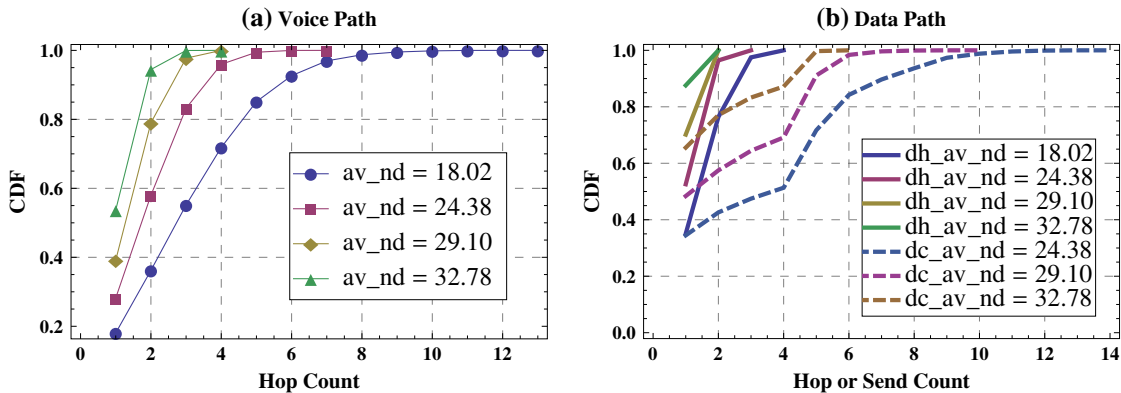 (a) Voice Path
CDF
1.0
0.8
0.6
0.4
0.2
0 2 4 6 8 10 12
Hop Count
av_nd = 18.02
av_nd = 24.38
av_nd = 29.10
av_nd = 32.78
(b) Data Path
CDF
1.0
0.8
0.6
0.4
0.2
0.0
0 2 4 6 8 10 12 14
Hop or Send Count
dh_av_nd = 18.02
dh_av_nd = 24.38
dh_av_nd = 29.10
dh_av_nd = 32.78
dc_av_nd = 24.38
dc_av_nd = 29.10
dc_av_nd = 32.78